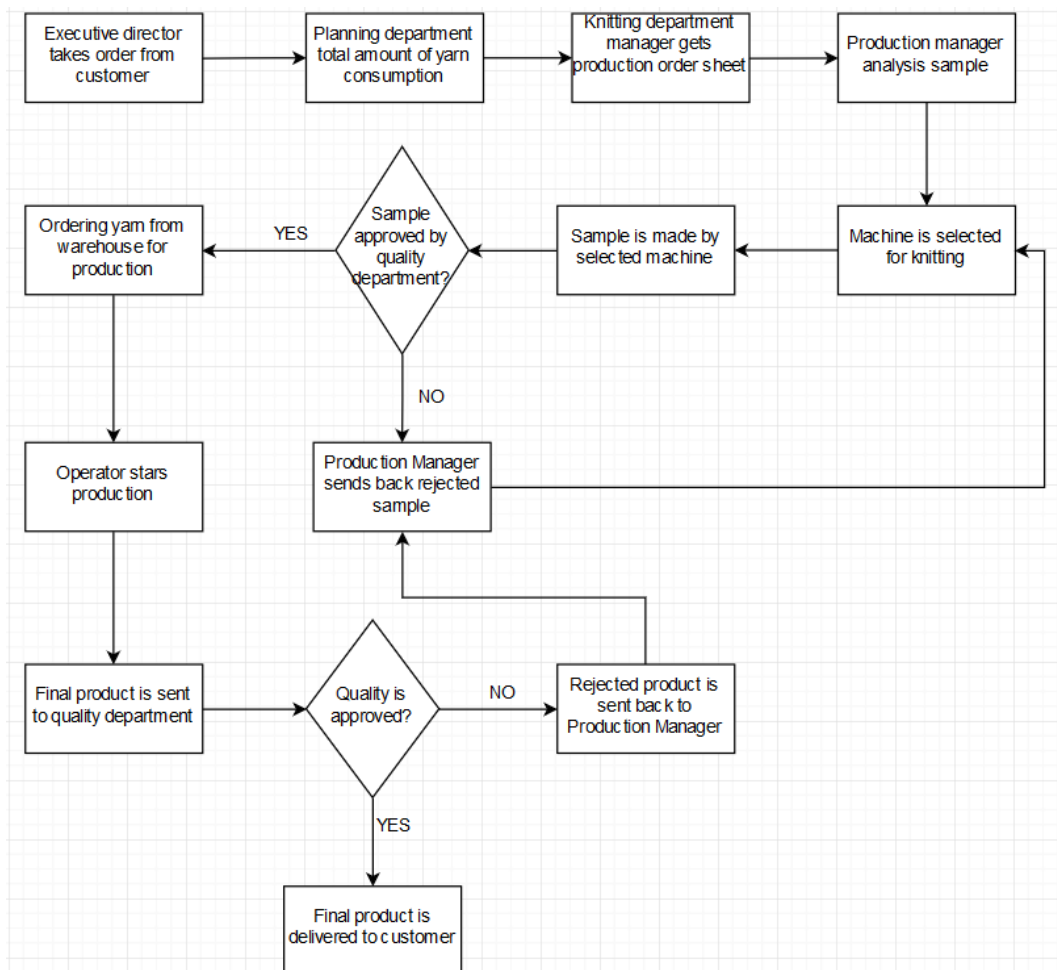 Executive director
takes order from
customer
Planning department
total amount of yarn
consumption
Knitting department
manager gets
production order sheet
Production manager
analysis sample
Ordering yarn from
warehouse for
production
YES
Sample
approved by
quality
department?
Sample is made by
selected machine
Machine is selected
for knitting
NO
Operator stars
production
Production Manager
sends back rejected
sample
Final product is sent
to quality department
Quality is
approved?
NO
Rejected product is
sent back to
Production Manager
YES
Final product is
delivered to customer